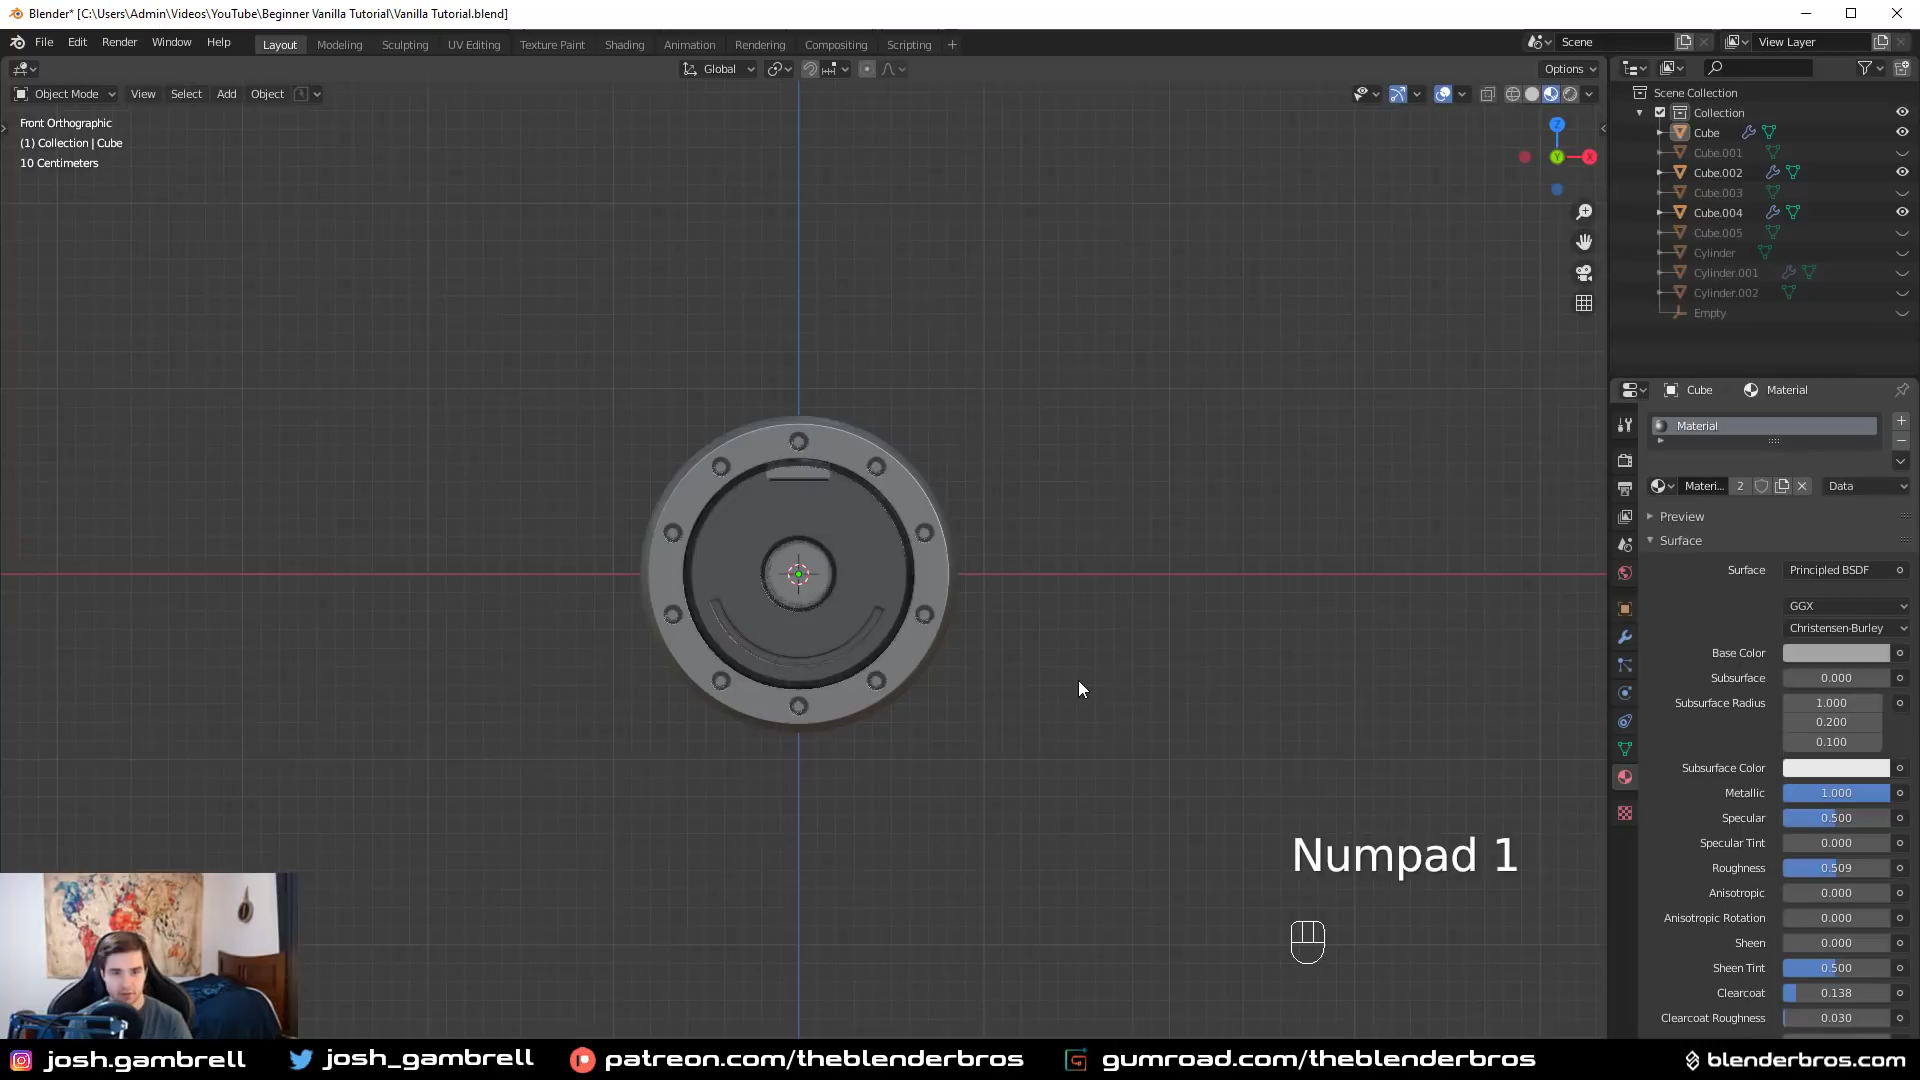 Blender* [C:\Users\Admin\Videos\YouTube\Beginner Vanilla Tutorial\Vanilla Tutorial.blend]
File Edit Render Window Help
Layout Modeling Sculpting UV Editing Texture Paint Shading Animation Rendering Compositing Scripting +
Scene
View Layer
Global
Options
Object Mode View Select Add Object
Front Orthographic
(1) Collection | Cube
10 Centimeters
Z
Y
X
Scene Collection
Collection
Cube
Cube.001
Cube.002
Cube.003
Cube.004
Cube.005
Cylinder
Cylinder.001
Cylinder.002
Empty
Cube Material
Material
Materi... 2 Data
Preview
Surface
Surface Principled BSDF
GGX
Christensen-Burley
Base Color
Subsurface 0.000
Subsurface Radius 1.000
0.200
0.100
Subsurface Color
Metallic 1.000
Specular 0.500
Specular Tint 0.000
Roughness 0.509
Anisotropic 0.000
Anisotropic Rotation 0.000
Sheen 0.000
Sheen Tint 0.500
Clearcoat 0.138
Clearcoat Roughness 0.030
Numpad 1
josh.gambrell josh_gambrell patreon.com/theblenderbros gumroad.com/theblenderbros blenderbros.com